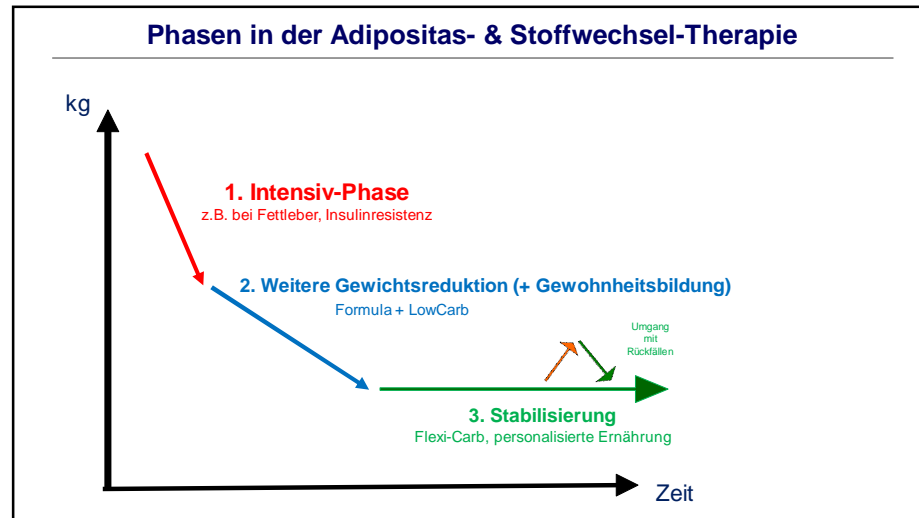 Phasen in der Adipositas- & Stoffwechsel-Therapie
kg
1. Intensiv-Phase
z.B. bei Fettleber, Insulinresistenz
2. Weitere Gewichtsreduktion (+ Gewohnheitsbildung)
Formula + LowCarb
Umgang
mit
Rückfällen
3. Stabilisierung
Flexi-Carb, personalisierte Ernährung
Zeit